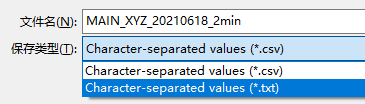 文件名(N): MAIN_XYZ_20210618_2min
保存类型(T): Character-separated values (*.csv)
Character-separated values (*.csv)
Character-separated values (*.txt)